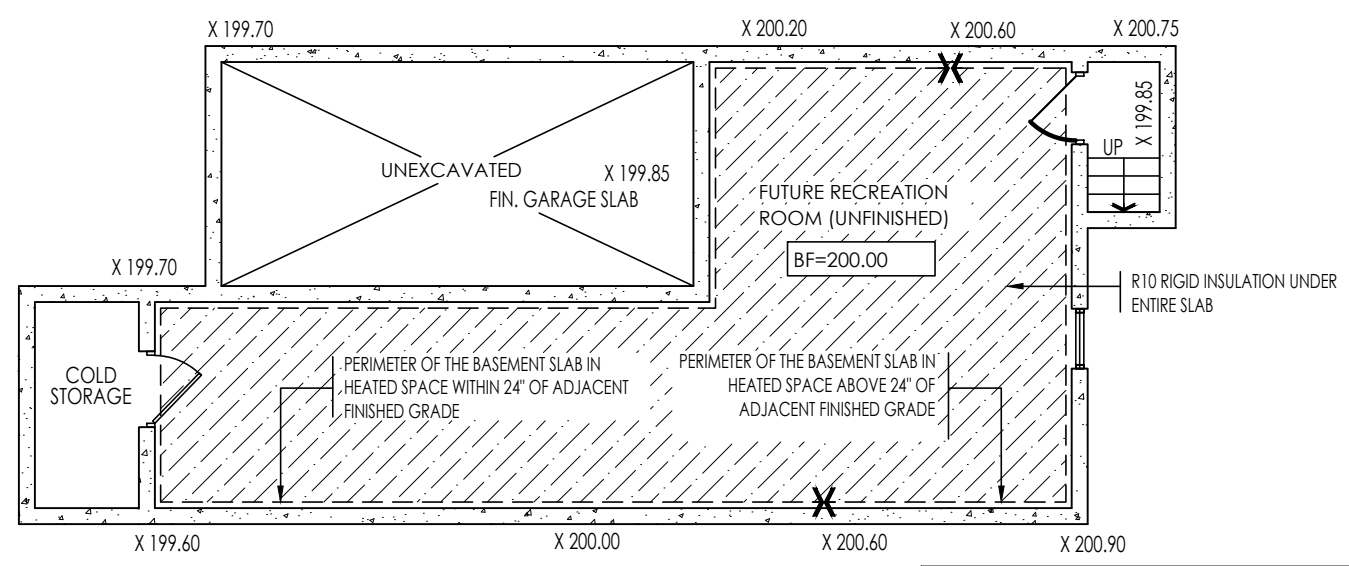 X 199.70
X 200.20
X 200.60
X 200.75
X 199.85
UP
UNEXCAVATED
X 199.85
FIN. GARAGE SLAB
FUTURE RECREATION
ROOM (UNFINISHED)
BF=200.00
X 199.70
R10 RIGID INSULATION UNDER
ENTIRE SLAB
COLD
STORAGE
PERIMETER OF THE BASEMENT SLAB IN
HEATED SPACE WITHIN 24" OF ADJACENT
FINISHED GRADE
PERIMETER OF THE BASEMENT SLAB IN
HEATED SPACE ABOVE 24" OF
ADJACENT FINISHED GRADE
X 199.60
X 200.00
X 200.60
X 200.90